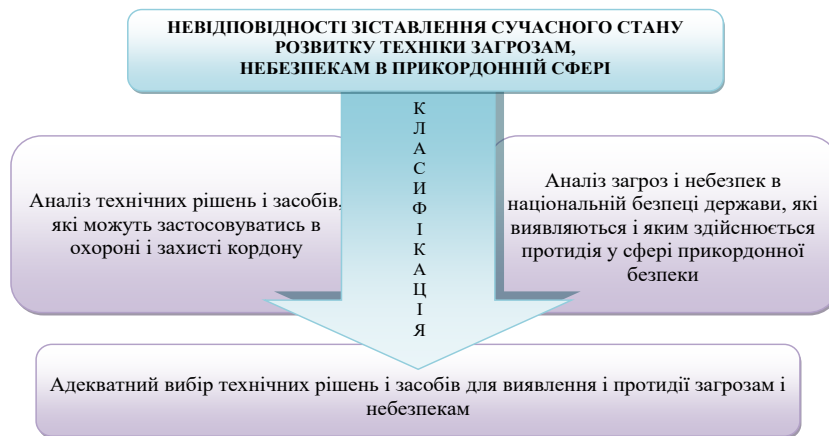 НЕВІДПОВІДНОСТІ ЗІСТАВЛЕННЯ СУЧАСНОГО СТАНУ
РОЗВИТКУ ТЕХНІКИ ЗАГРОЗАМ,
НЕБЕЗПЕКАМ В ПРИКОРДОННІЙ СФЕРІ
К
Л
А
С
И
Ф
І
К
А
Ц
І
Я
Аналіз технічних рішень і засобів,
які можуть застосовуватись в
охороні і захисті кордону
Аналіз загроз і небезпек в
національній безпеці держави, які
виявляються і яким здійснюється
протидія у сфері прикордонної
безпеки
Адекватний вибір технічних рішень і засобів для виявлення і протидії загрозам і
небезпекам